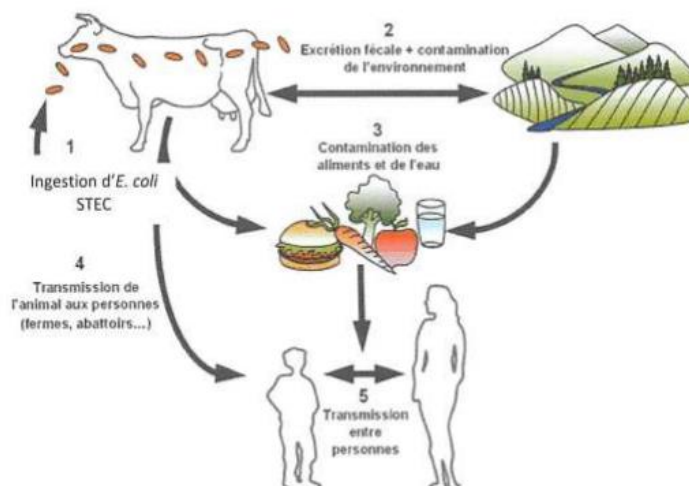 1
Ingestion d'E. coli
STEC
2
Excrétion fécale + contamination
de l'environnement
3
Contamination des
aliments et de l'eau
4
Transmission de
l'animal aux personnes
(fermes, abattoirs...)
5
Transmission
entre
personnes